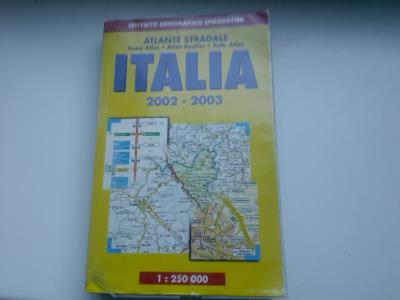 ISTITUTO GEOGRAFICO DEAGOSTINI
ATLANTE STRADALE
Road Atlas • Atlas Routier • Auto Atlas
ITALIA
2002 - 2003
1 : 250 000